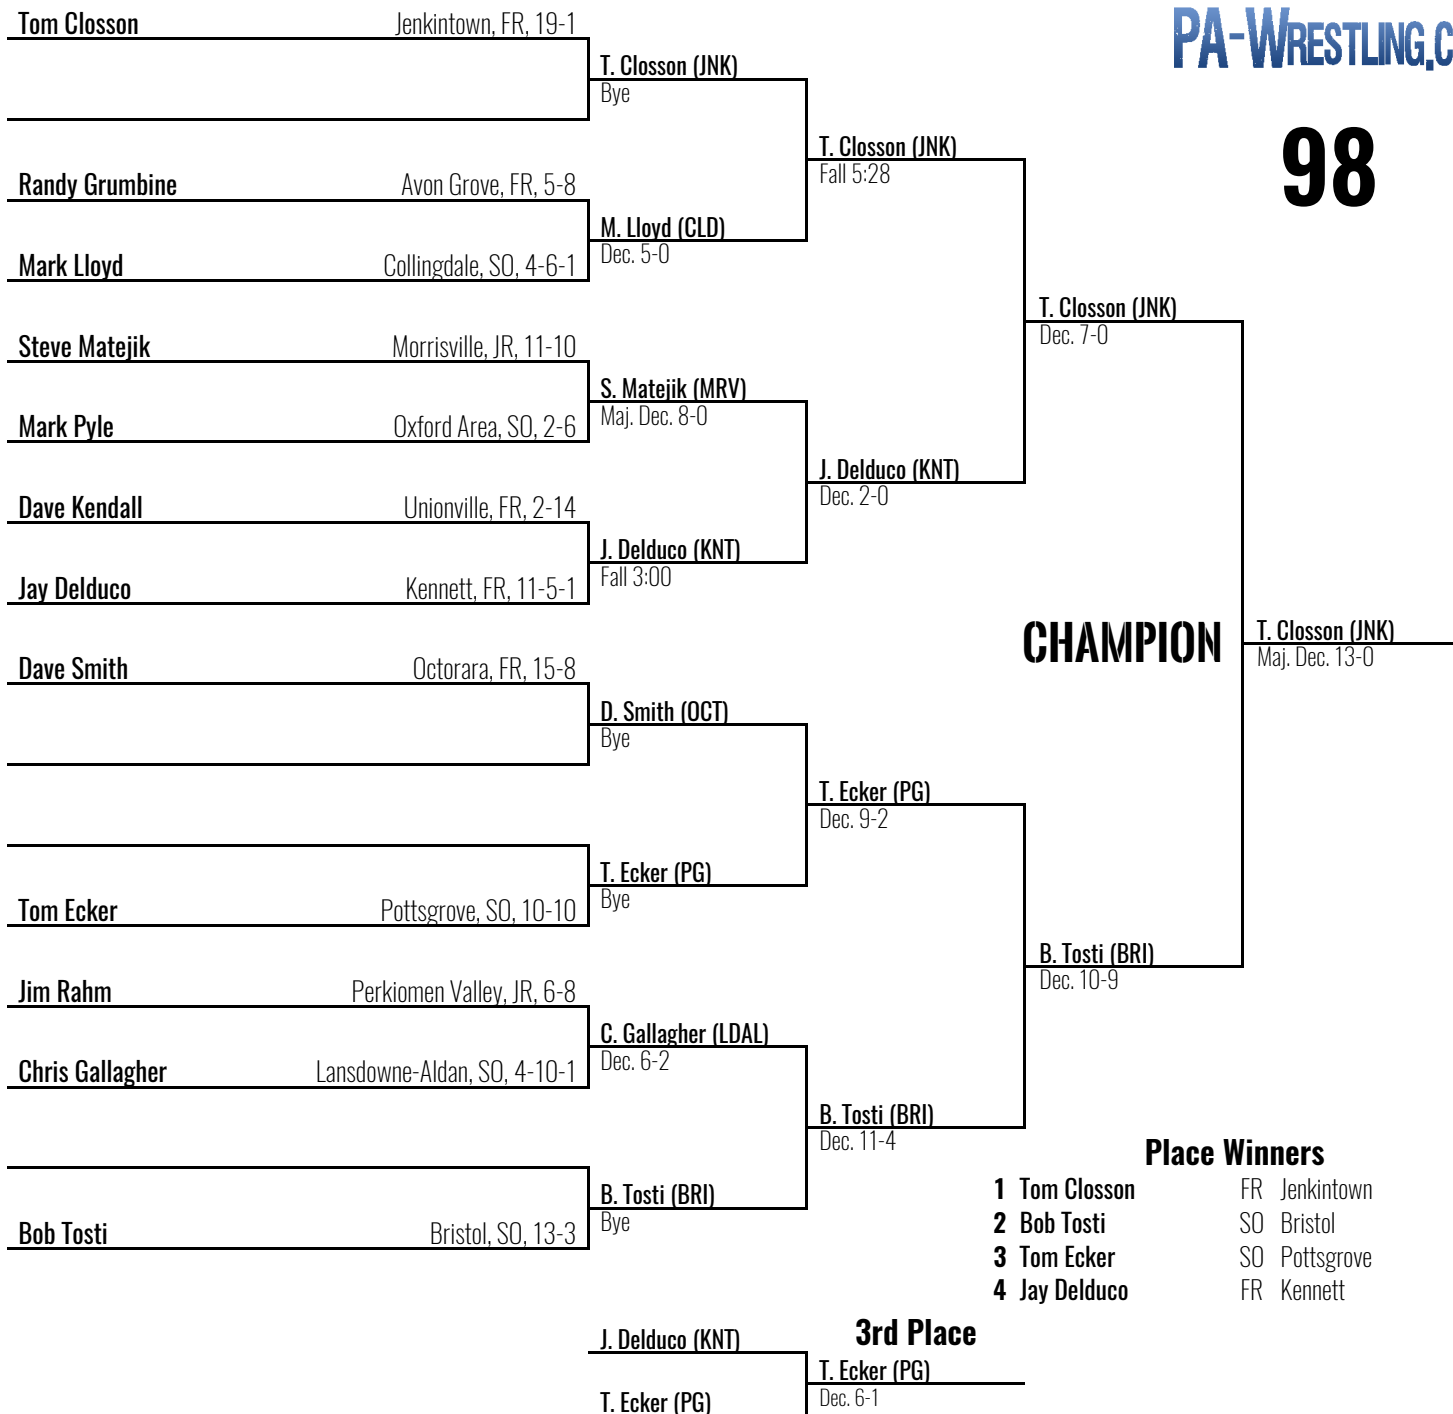 Tom Closson Jenkintown, FR, 19-1
PA-WRESTLING.C
T. Closson (JNK)
Bye
98
T. Closson (JNK)
Fall 5:28
Randy Grumbine Avon Grove, FR, 5-8
M. Lloyd (CLD)
Dec. 5-0
Mark Lloyd Collingdale, SO, 4-6-1
T. Closson (JNK)
Dec. 7-0
Steve Matejik Morrisville, JR, 11-10
S. Matejik (MRV)
Maj. Dec. 8-0
Mark Pyle Oxford Area, SO, 2-6
J. Delduco (KNT)
Dec. 2-0
Dave Kendall Unionville, FR, 2-14
J. Delduco (KNT)
Fall 3:00
Jay Delduco Kennett, FR, 11-5-1
CHAMPION
T. Closson (JNK)
Maj. Dec. 13-0
Dave Smith Octorara, FR, 15-8
D. Smith (OCT)
Bye
T. Ecker (PG)
Dec. 9-2
T. Ecker (PG)
Bye
Tom Ecker Pottsgrove, SO, 10-10
B. Tosti (BRI)
Dec. 10-9
Jim Rahm Perkiomen Valley, JR, 6-8
C. Gallagher (LDAL)
Dec. 6-2
Chris Gallagher Lansdowne-Aldan, SO, 4-10-1
B. Tosti (BRI)
Dec. 11-4
B. Tosti (BRI)
Bye
Bob Tosti Bristol, SO, 13-3
Place Winners
1 Tom Closson FR Jenkintown
2 Bob Tosti SO Bristol
3 Tom Ecker SO Pottsgrove
4 Jay Delduco FR Kennett
3rd Place
J. Delduco (KNT)
T. Ecker (PG)
Dec. 6-1
T. Ecker (PG)